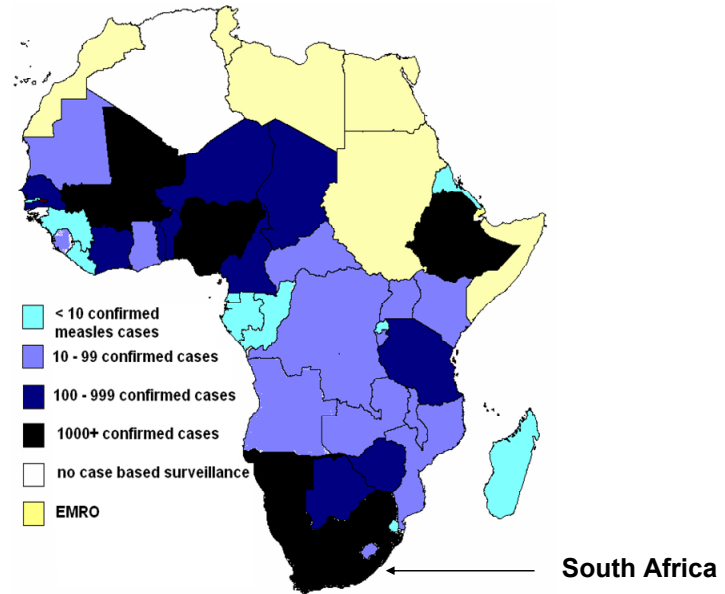 < 10 confirmed
measles cases
10 - 99 confirmed cases
100 - 999 confirmed cases
1000+ confirmed cases
no case based surveillance
EMRO
South Africa